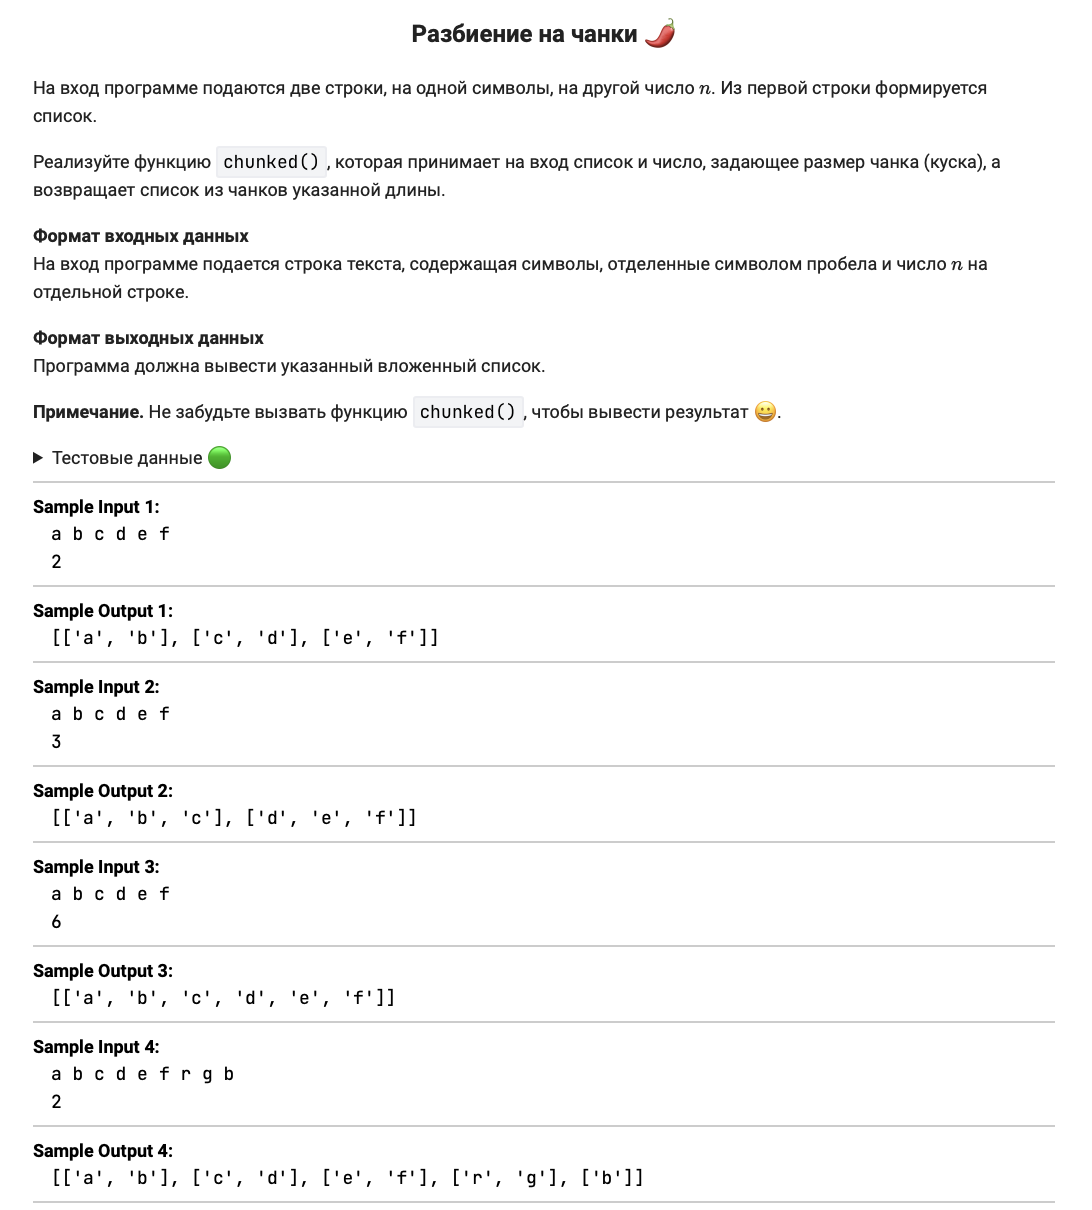 Разбиение на чанки 🌶️
На вход программе подаются две строки, на одной символы, на другой число n. Из первой строки формируется
список.
Реализуйте функцию chunked(), которая принимает на вход список и число, задающее размер чанка (куска), а
возвращает список из чанков указанной длины.
Формат входных данных
На вход программе подается строка текста, содержащая символы, отделенные символом пробела и число n на
отдельной строке.
Формат выходных данных
Программа должна вывести указанный вложенный список.
Примечание. Не забудьте вызвать функцию chunked(), чтобы вывести результат 😀.
▶ Тестовые данные 🟢
Sample Input 1:
a b c d e f
2
Sample Output 1:
[['a', 'b'], ['c', 'd'], ['e', 'f']]
Sample Input 2:
a b c d e f
3
Sample Output 2:
[['a', 'b', 'c'], ['d', 'e', 'f']]
Sample Input 3:
a b c d e f
6
Sample Output 3:
[['a', 'b', 'c', 'd', 'e', 'f']]
Sample Input 4:
a b c d e f r g b
2
Sample Output 4:
[['a', 'b'], ['c', 'd'], ['e', 'f'], ['r', 'g'], ['b']]